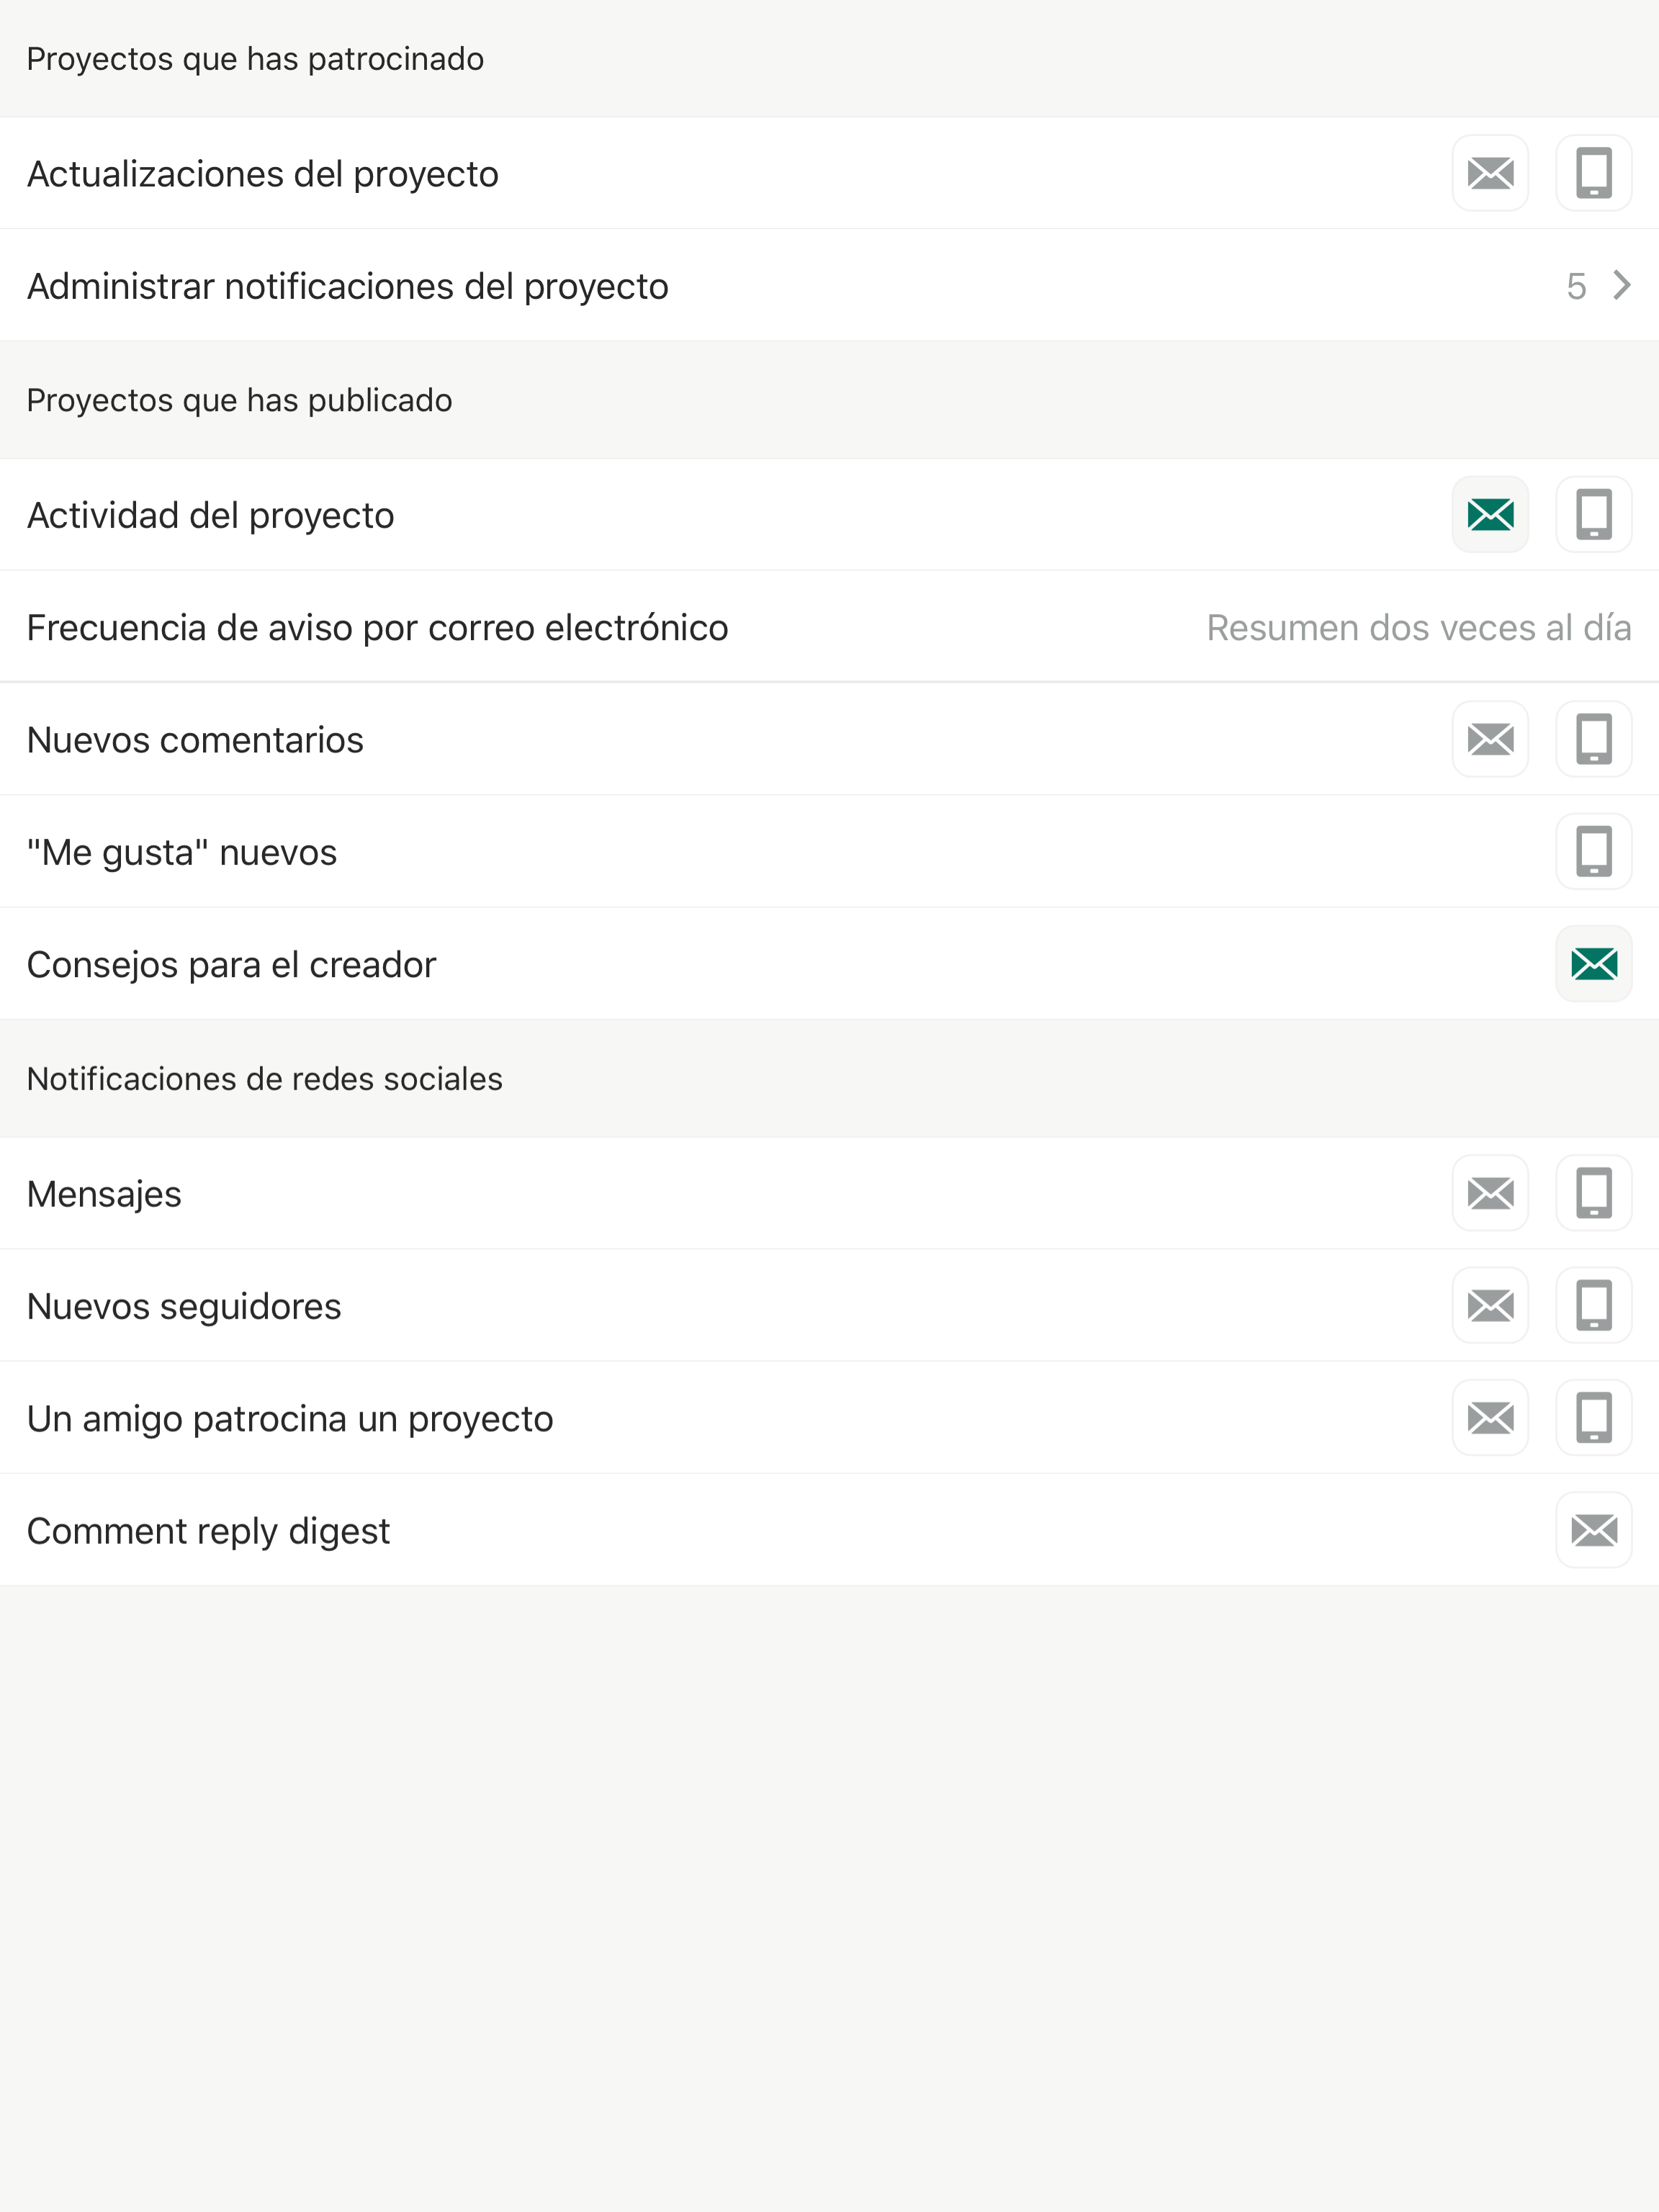 Proyectos que has patrocinado
Actualizaciones del proyecto
Administrar notificaciones del proyecto 5
Proyectos que has publicado
Actividad del proyecto
Frecuencia de aviso por correo electrónico Resumen dos veces al día
Nuevos comentarios
"Me gusta" nuevos
Consejos para el creador
Notificaciones de redes sociales
Mensajes
Nuevos seguidores
Un amigo patrocina un proyecto
Comment reply digest